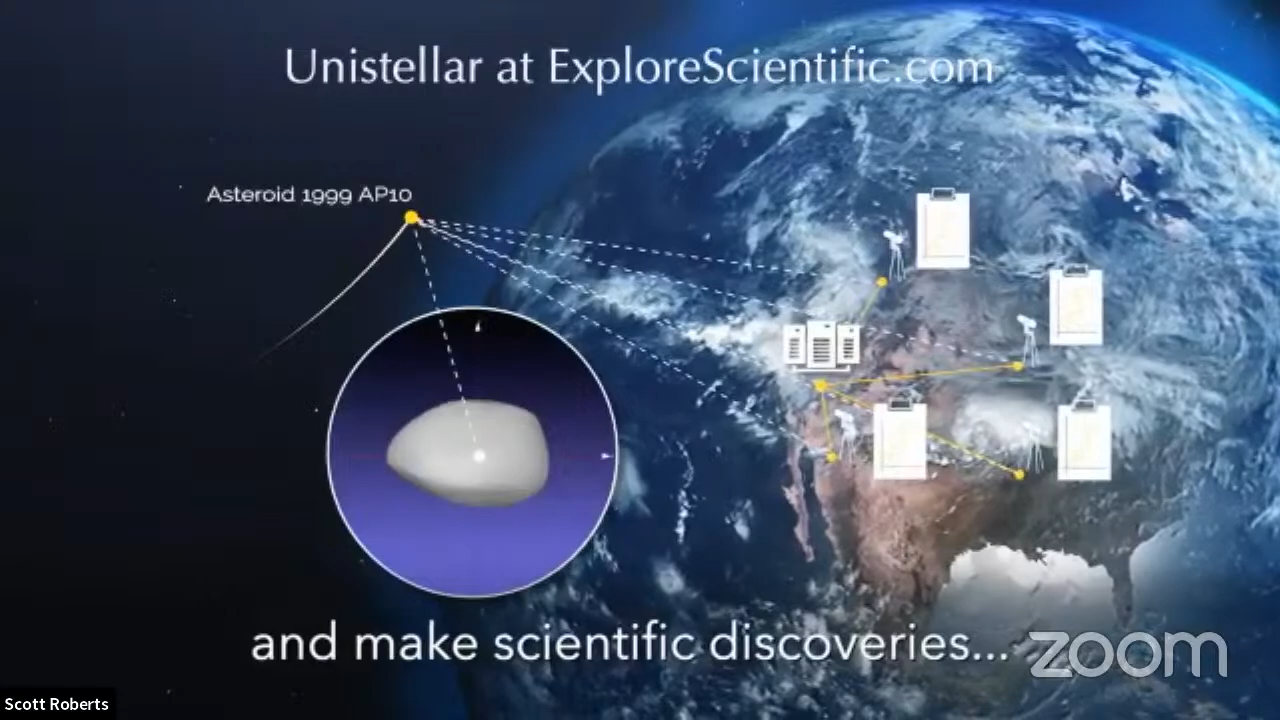 Unistellar at ExploreScientific.com
Asteroid 1999 AP10
and make scientific discoveries...
zoom
Scott Roberts